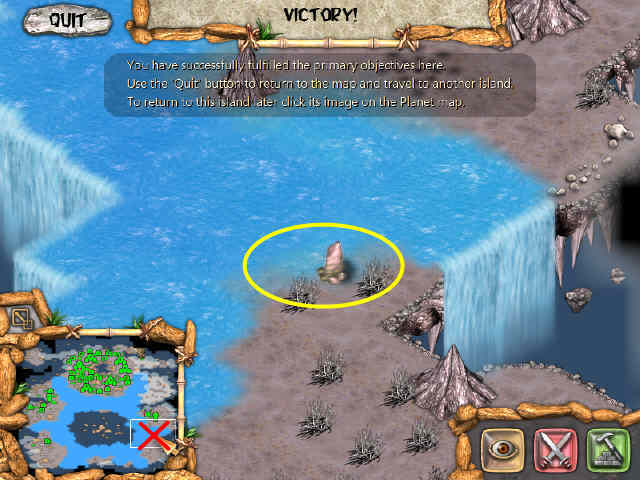 QUIT
VICTORY!
You have successfully fulfilled the primary objectives here.
Use the 'Quit' button to return to the map and travel to another island.
To return to this island later click its image on the Planet map.